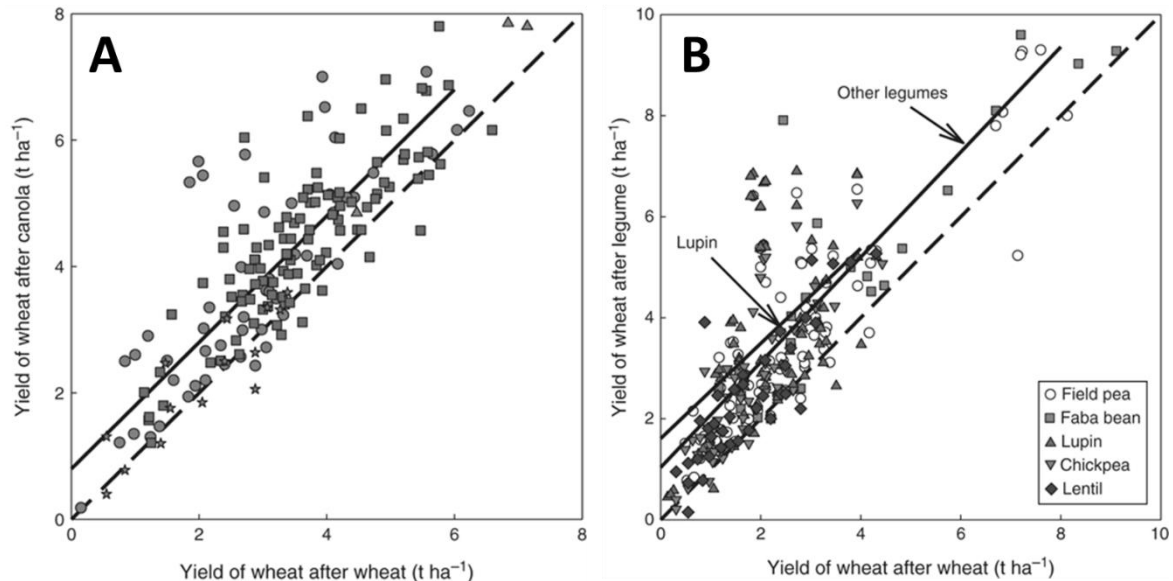 A
8
6
4
2
0
Yield of wheat after canola (t ha⁻¹)
0 2 4 6 8
Yield of wheat after wheat (t ha⁻¹)
B
10
8
6
4
2
0
Yield of wheat after legume (t ha⁻¹)
Other legumes
Lupin
Field pea
Faba bean
Lupin
Chickpea
Lentil
0 2 4 6 8 10
Yield of wheat after wheat (t ha⁻¹)